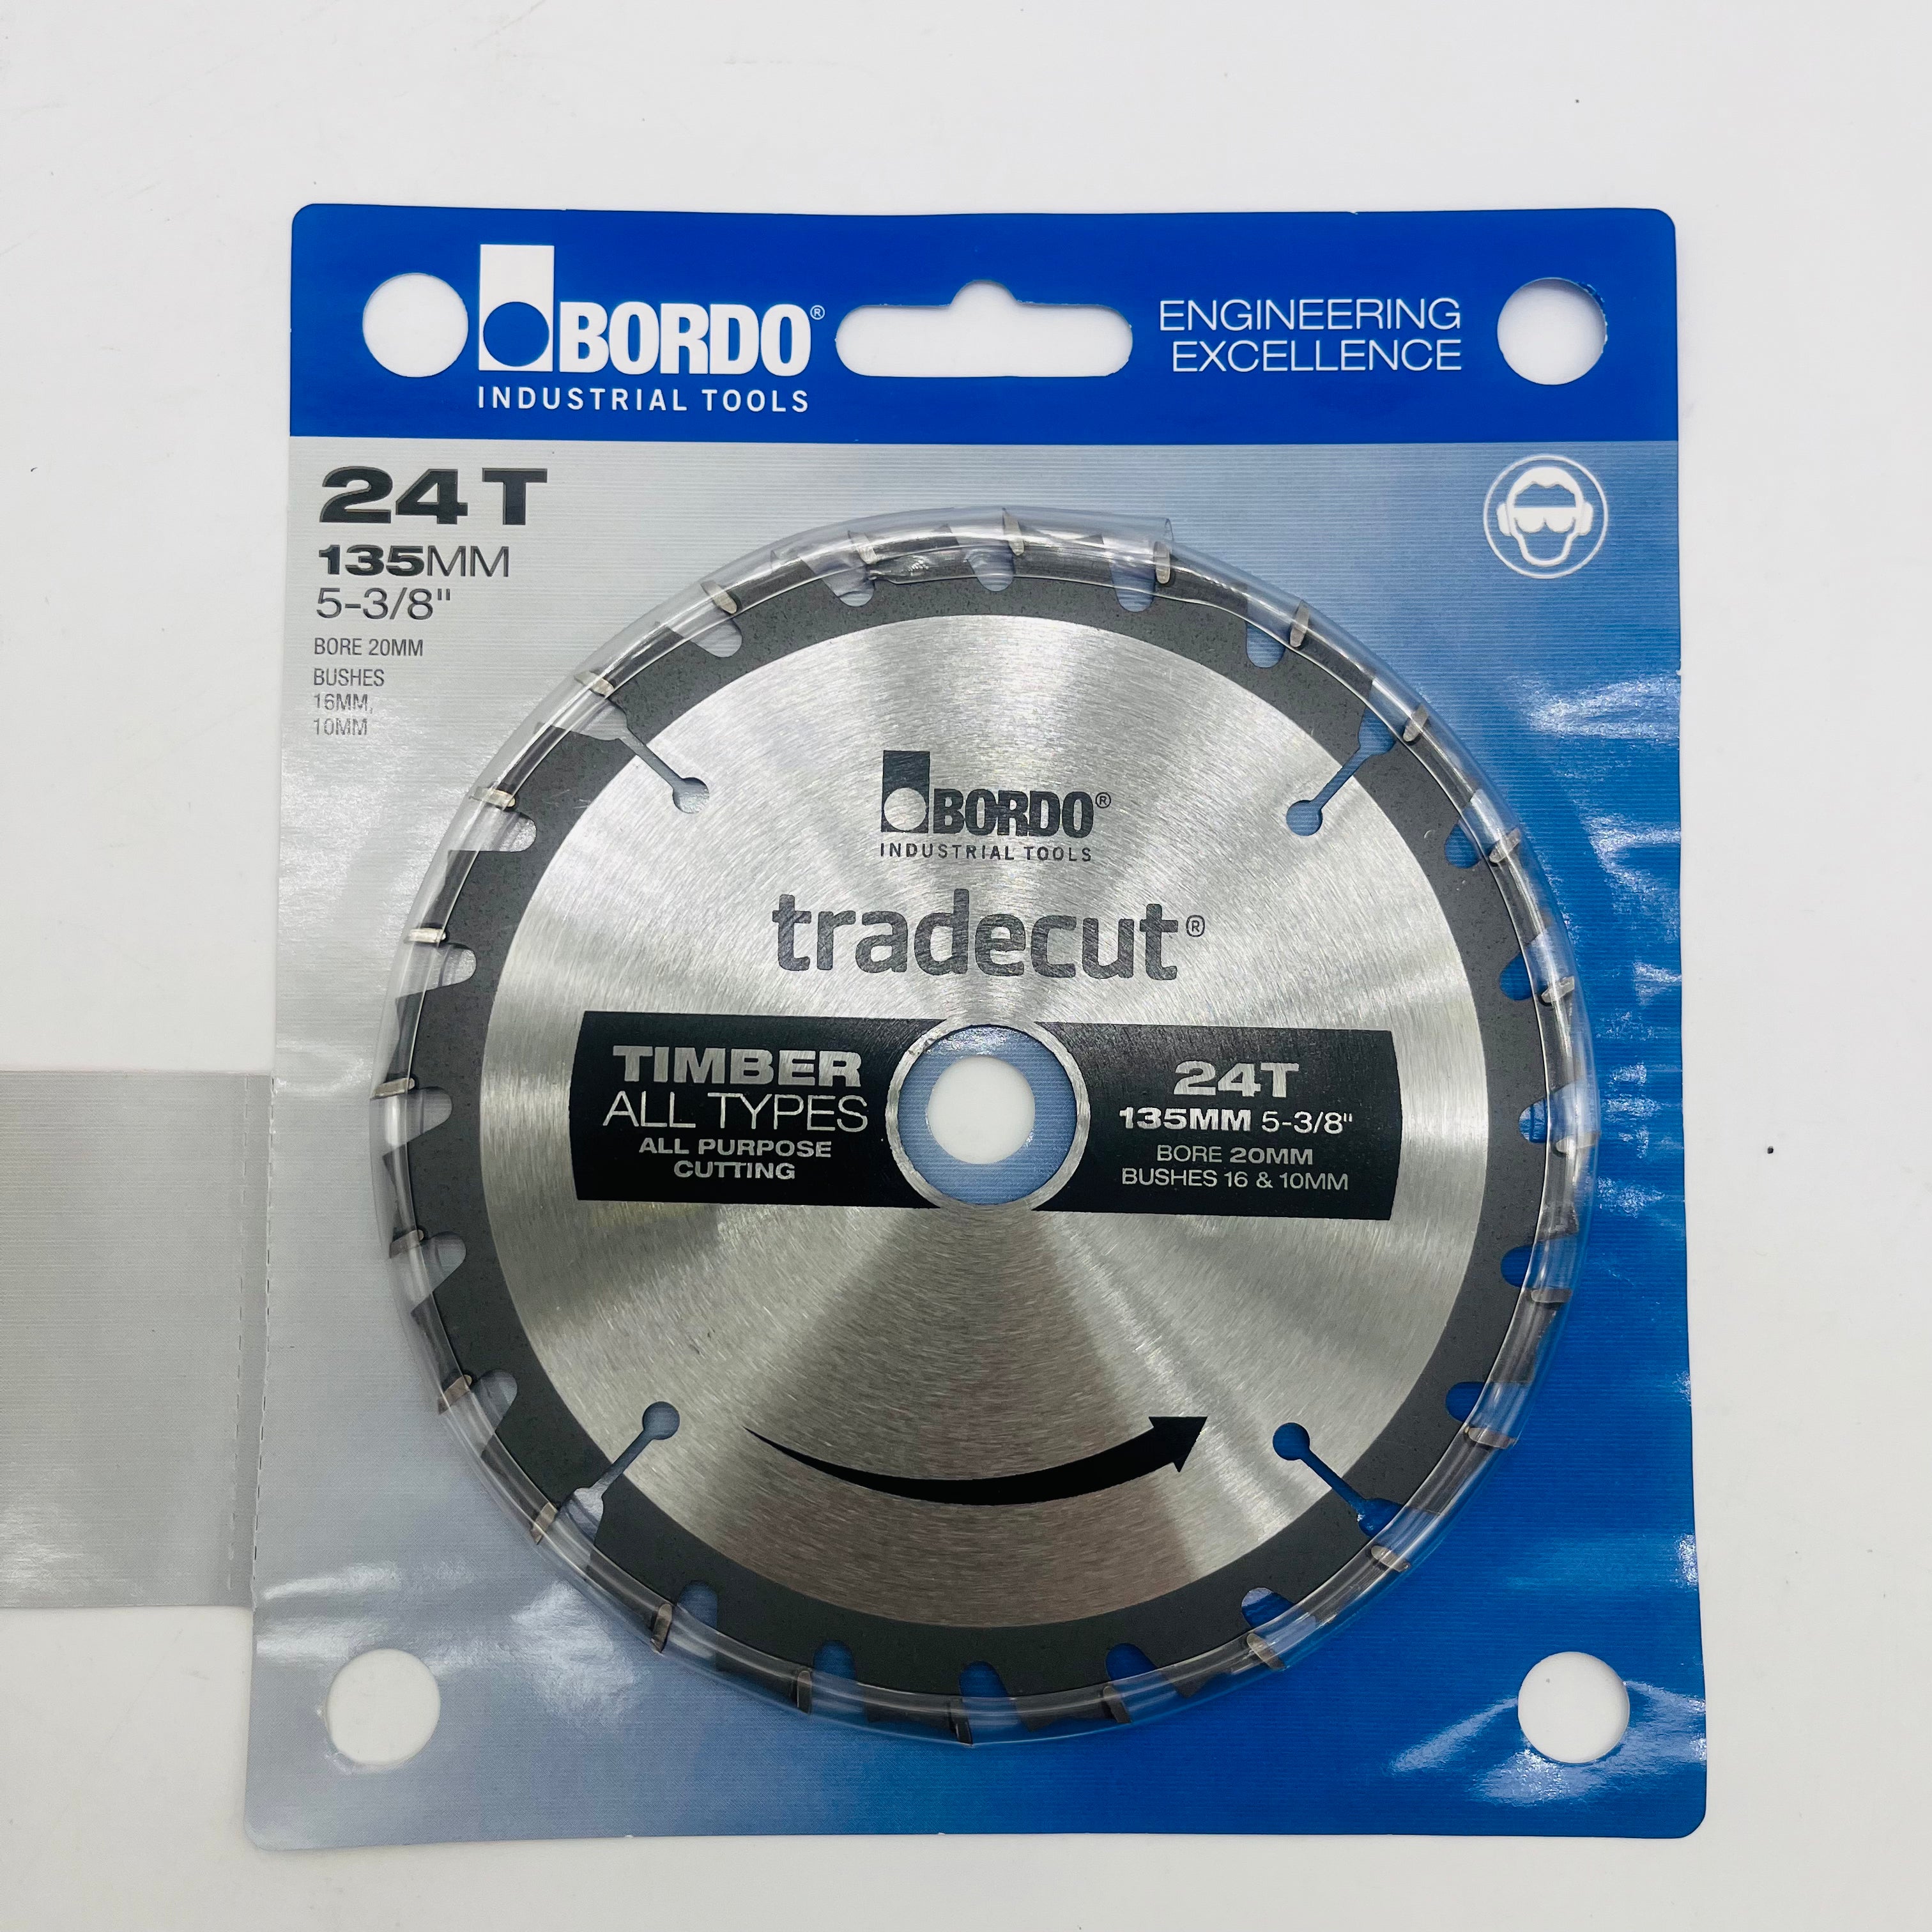 BORDO®
INDUSTRIAL TOOLS
ENGINEERING
EXCELLENCE
24T
135MM
5-3/8"
BORE 20MM
BUSHES
16MM,
10MM
BORDO®
INDUSTRIAL TOOLS
tradecut®
TIMBER
ALL TYPES
ALL PURPOSE
CUTTING
24T
135MM 5-3/8"
BORE 20MM
BUSHES 16 & 10MM